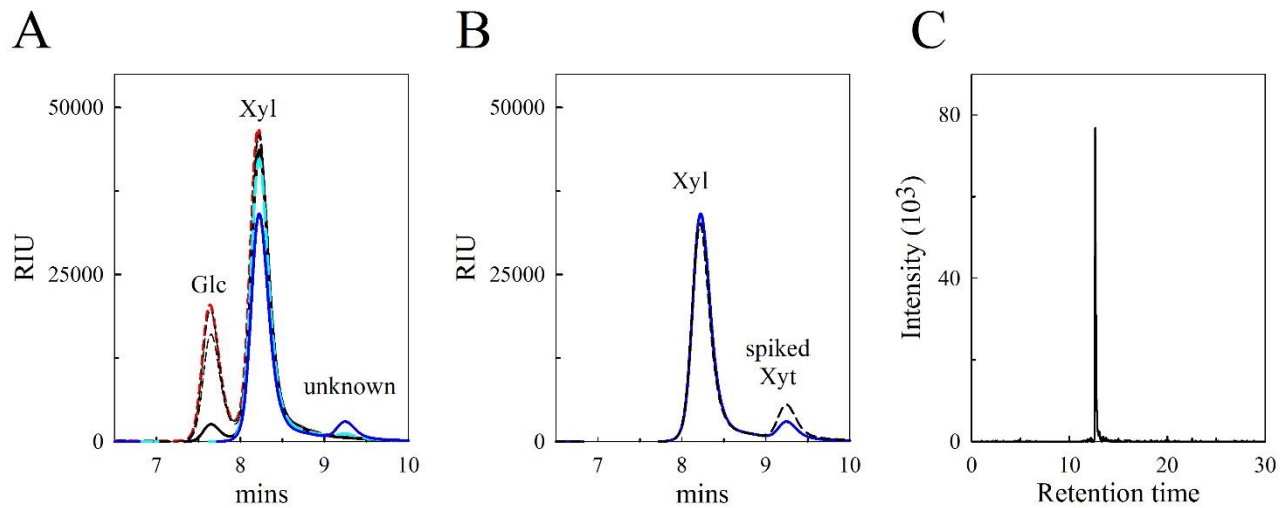 A
RIU
50000
25000
0
Glc
Xyl
unknown
7 8 9 10
mins
B
RIU
50000
25000
0
Xyl
spiked
Xyt
7 8 9 10
mins
C
Intensity (10³)
80
40
0
0 10 20 30
Retention time